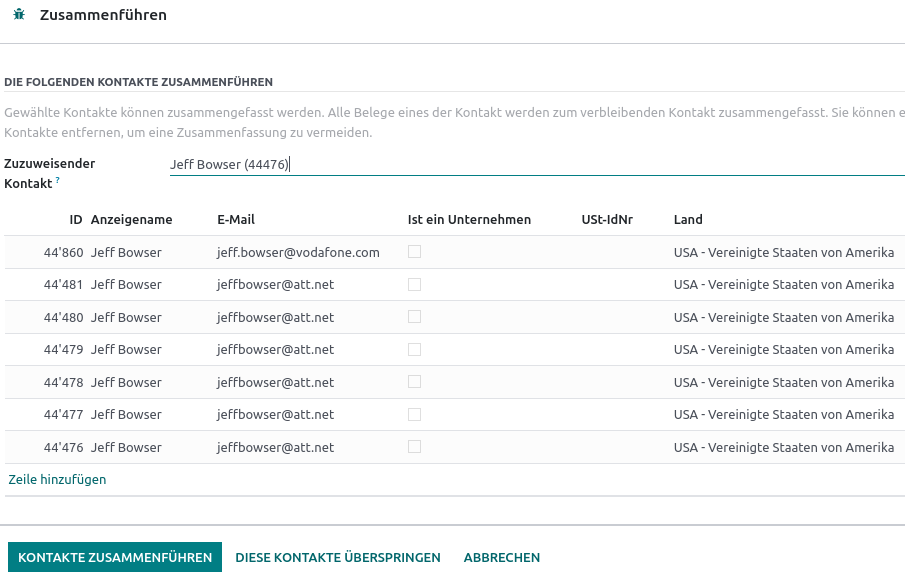 Zusammenführen
DIE FOLGENDEN KONTAKTE ZUSAMMENFÜHREN
Gewählte Kontakte können zusammengefasst werden. Alle Belege eines der Kontakt werden zum verbleibenden Kontakt zusammengefasst. Sie können e
Kontakte entfernen, um eine Zusammenfassung zu vermeiden.
Zuzuweisender Kontakt ? Jeff Bowser (44476)
ID Anzeigename E-Mail Ist ein Unternehmen USt-IdNr Land
44'860 Jeff Bowser jeff.bowser@vodafone.com USA - Vereinigte Staaten von Amerika
44'481 Jeff Bowser jeffbowser@att.net USA - Vereinigte Staaten von Amerika
44'480 Jeff Bowser jeffbowser@att.net USA - Vereinigte Staaten von Amerika
44'479 Jeff Bowser jeffbowser@att.net USA - Vereinigte Staaten von Amerika
44'478 Jeff Bowser jeffbowser@att.net USA - Vereinigte Staaten von Amerika
44'477 Jeff Bowser jeffbowser@att.net USA - Vereinigte Staaten von Amerika
44'476 Jeff Bowser jeffbowser@att.net USA - Vereinigte Staaten von Amerika
Zeile hinzufügen
KONTAKTE ZUSAMMENFÜHREN DIESE KONTAKTE ÜBERSPRINGEN ABBRECHEN